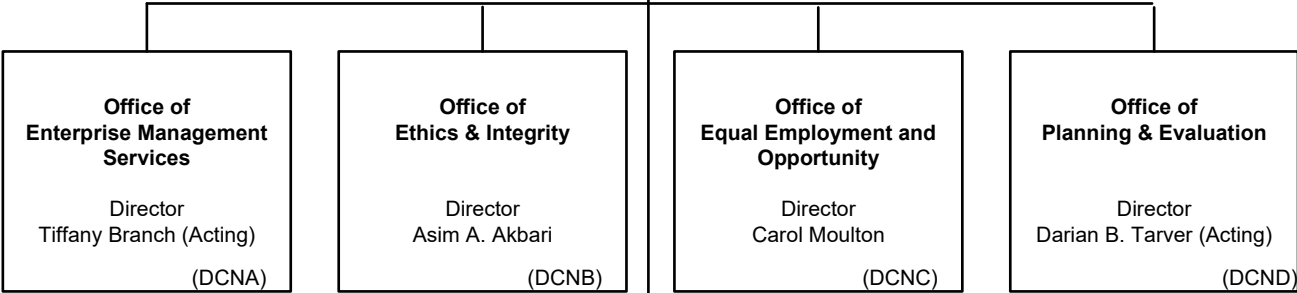 Office of
Enterprise Management
Services
Director
Tiffany Branch (Acting)
(DCNA)
Office of
Ethics & Integrity
Director
Asim A. Akbari
(DCNB)
Office of
Equal Employment and
Opportunity
Director
Carol Moulton
(DCNC)
Office of
Planning & Evaluation
Director
Darian B. Tarver (Acting)
(DCND)